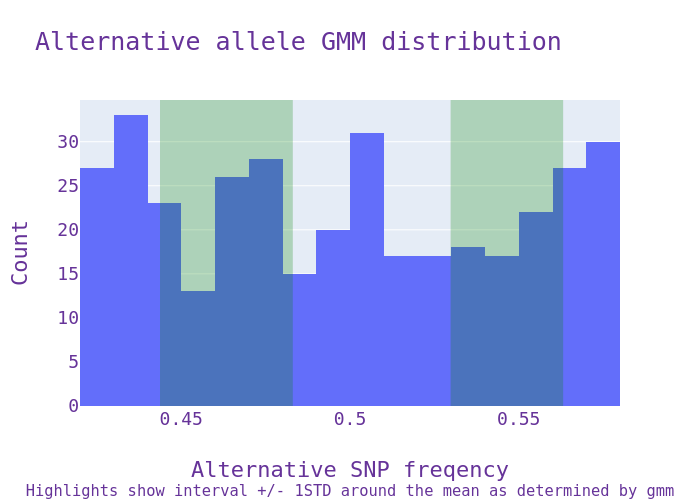 Alternative allele GMM distribution
30
25
20
15
10
5
0
Count
0.45 0.5 0.55
Alternative SNP freqency
Highlights show interval +/- 1STD around the mean as determined by gmm